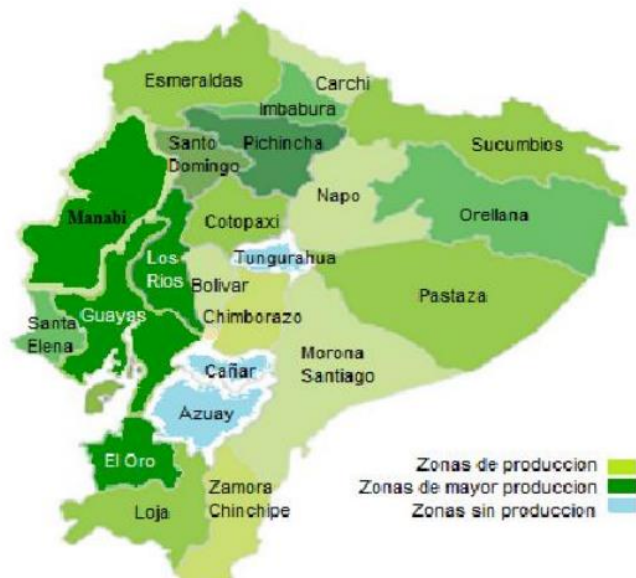 Esmeraldas
Carchi
Imbabura
Santo
Domingo
Pichincha
Sucumbios
Manabi
Napo
Orellana
Cotopaxi
Los
Rios
Tungurahua
Bolivar
Pastaza
Guayas
Santa
Elena
Chimborazo
Morona
Santiago
Cañar
Azuay
El Oro
Loja
Zamora
Chinchipe
Zonas de produccion
Zonas de mayor produccion
Zonas sin produccion